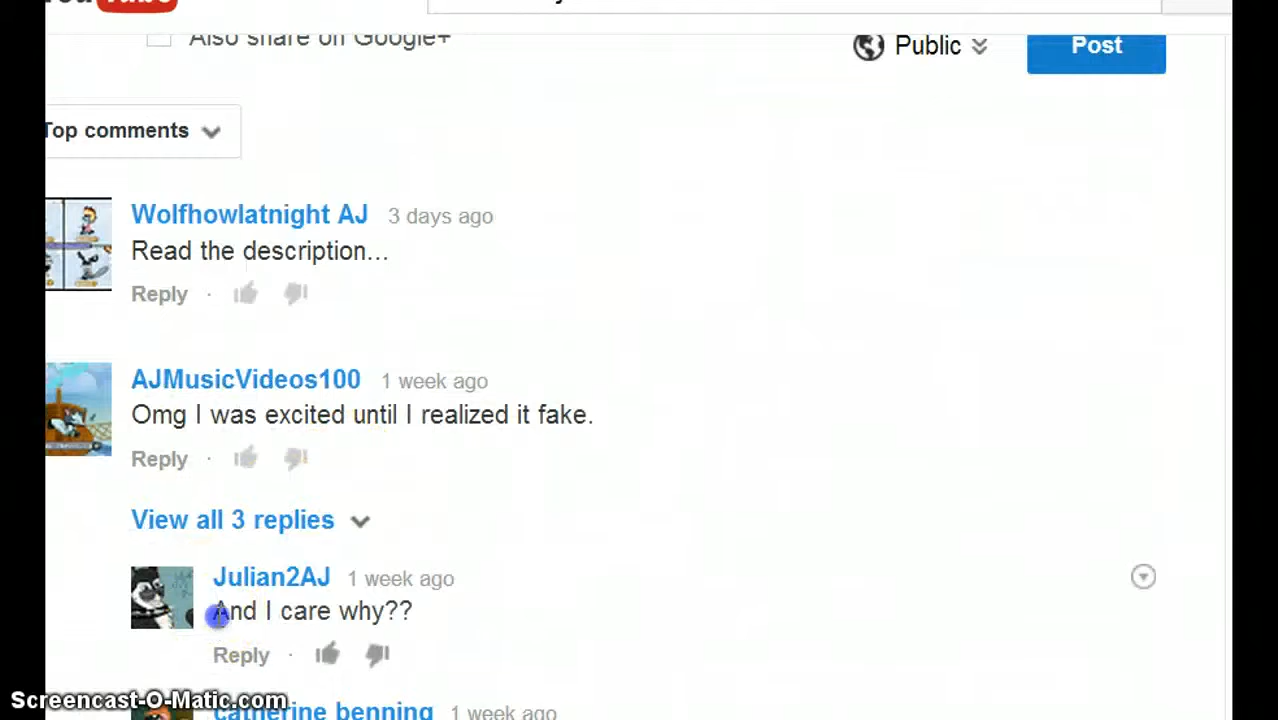 You Tube
Also share on Google+
Public
Post
Top comments
Wolfhowlatnight AJ 3 days ago
Read the description...
Reply ·
AJMusicVideos100 1 week ago
Omg I was excited until I realized it fake.
Reply ·
View all 3 replies
Julian2AJ 1 week ago
And I care why??
Reply ·
Screencast-O-Matic.com
catherine benning 1 week ago